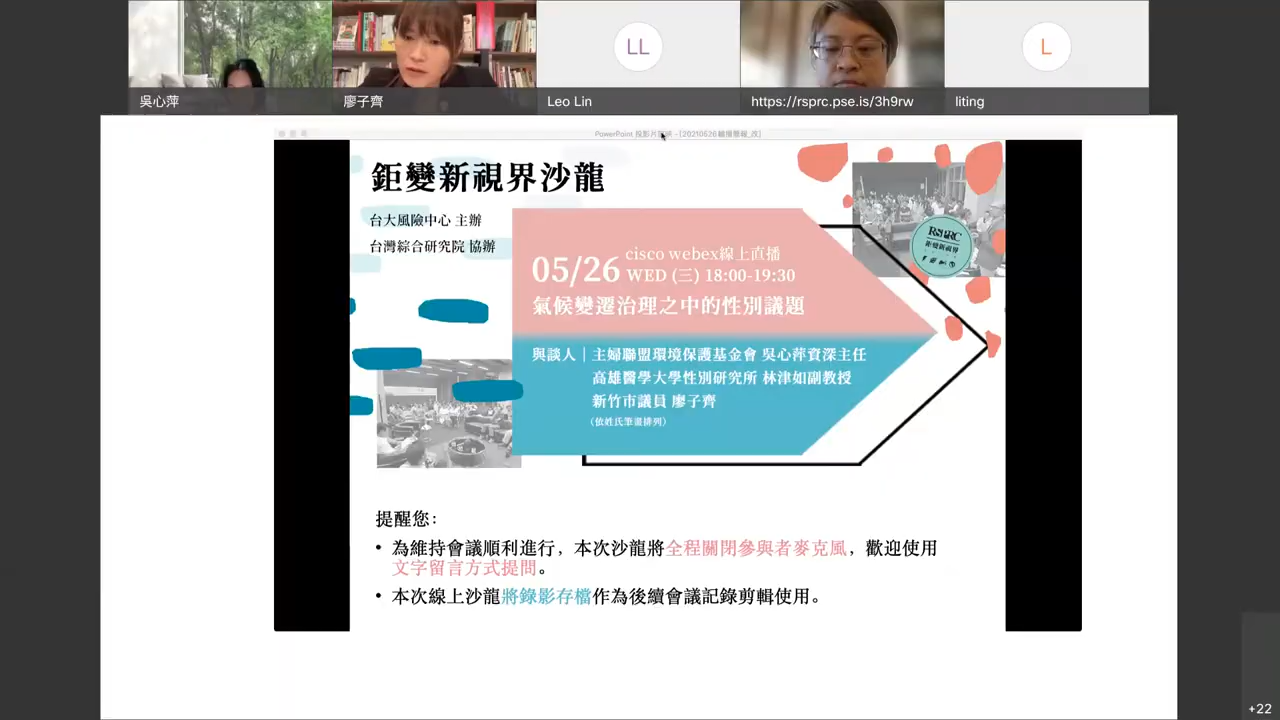 吳心萍
廖子齊
LL
Leo Lin
https://rsprc.pse.is/3h9rw
L
liting
鉅變新視界沙龍
台大風險中心 主辦
台灣綜合研究院 協辦
RSPRC
鉅變新視界
05/26
cisco webex線上直播
WED (三) 18:00-19:30
氣候變遷治理之中的性別議題
與談人｜主婦聯盟環境保護基金會 吳心萍資深主任
高雄醫學大學性別研究所 林津如副教授
新竹市議員 廖子齊
（依姓氏筆畫排列）
提醒您：
• 為維持會議順利進行，本次沙龍將全程關閉參與者麥克風，歡迎使用
文字留言方式提問。
• 本次線上沙龍將錄影存檔作為後續會議記錄剪輯使用。
+22